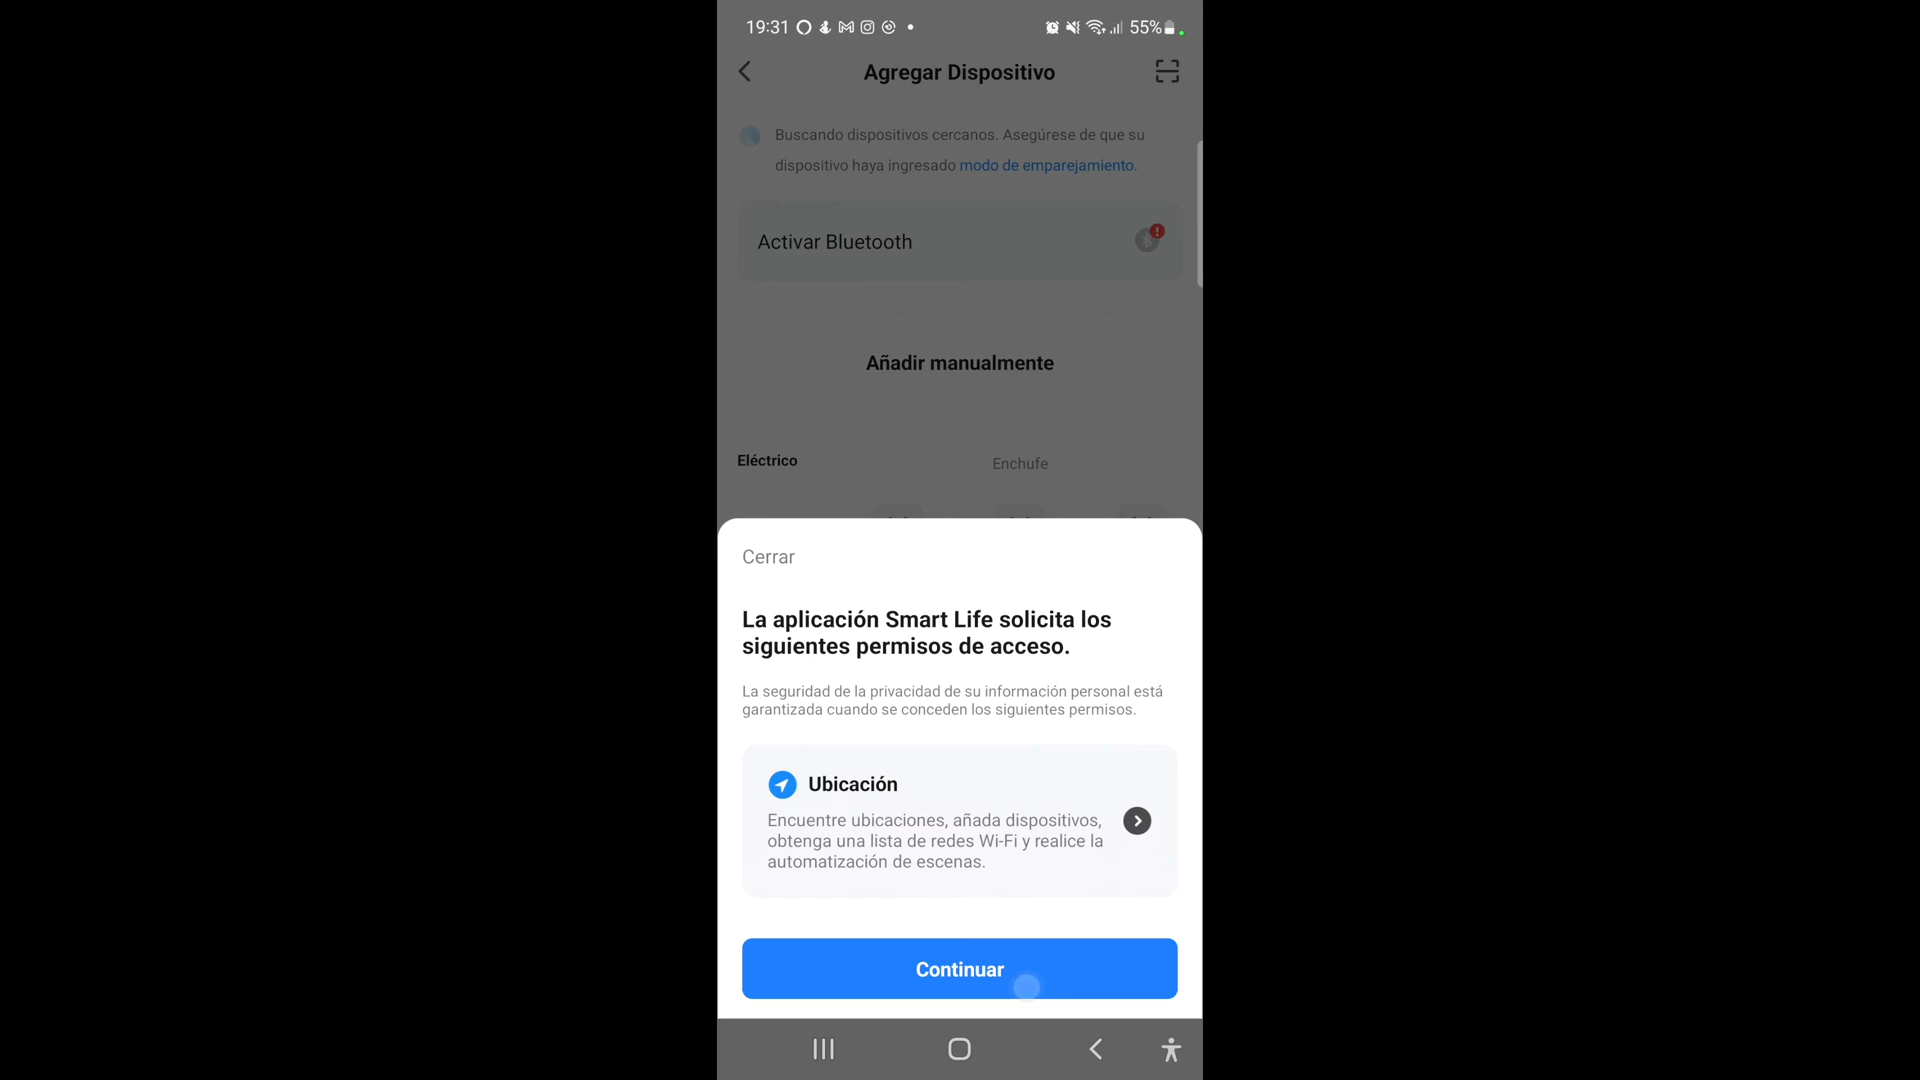 19:31
55%
Agregar Dispositivo
Buscando dispositivos cercanos. Asegúrese de que su
dispositivo haya ingresado modo de emparejamiento.
Activar Bluetooth
Añadir manualmente
Eléctrico
Enchufe
Cerrar
La aplicación Smart Life solicita los
siguientes permisos de acceso.
La seguridad de la privacidad de su información personal está
garantizada cuando se conceden los siguientes permisos.
Ubicación
Encuentre ubicaciones, añada dispositivos,
obtenga una lista de redes Wi-Fi y realice la
automatización de escenas.
Continuar